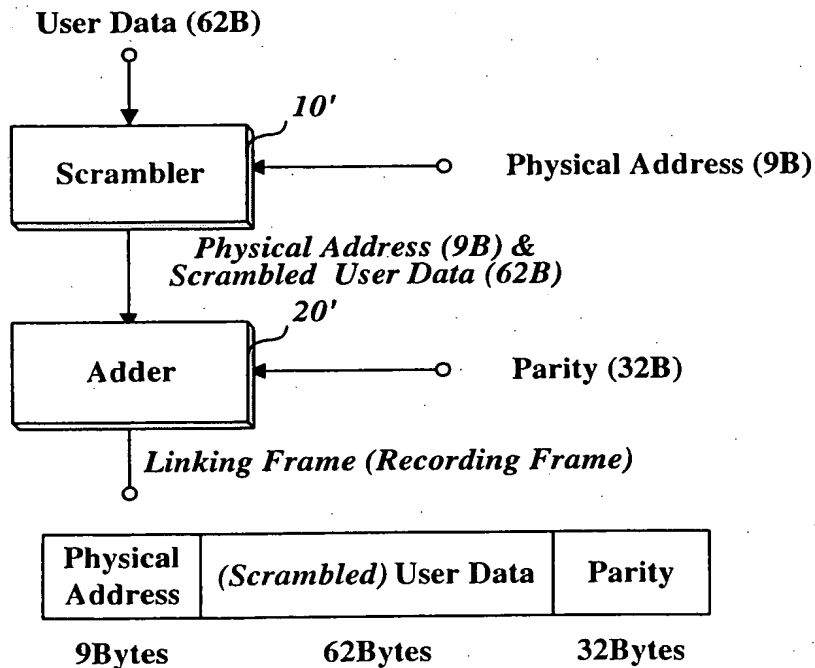 User Data (62B)
10'
Scrambler
Physical Address (9B)
Physical Address (9B) &
Scrambled User Data (62B)
20'
Adder
Parity (32B)
Linking Frame (Recording Frame)
Physical Address
(Scrambled) User Data
Parity
9Bytes
62Bytes
32Bytes